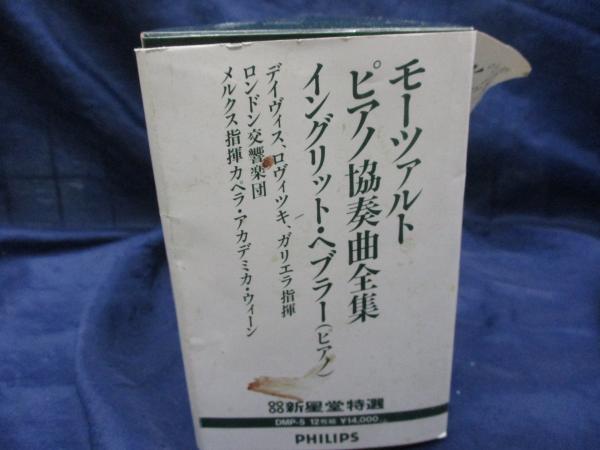 モーツァルト
ピアノ協奏曲全集
イングリット・ヘブラー(ピアノ)
デイヴィス、ロヴィツキ、ガリエラ指揮
ロンドン交響楽団
メルクス指揮カペラ・アカデミカ・ウィーン
新星堂特選
DMP-5 12枚組 ¥14,000
PHILIPS